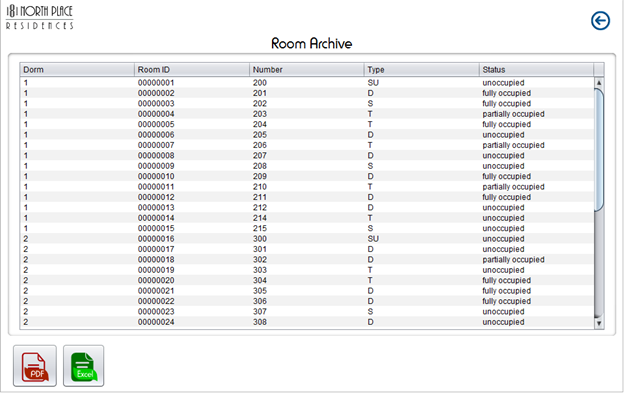 181 NORTH PLACE
RESIDENCES
Room Archive
Dorm Room ID Number Type Status
1 00000001 200 SU unoccupied
1 00000002 201 D fully occupied
1 00000003 202 S fully occupied
1 00000004 203 T partially occupied
1 00000005 204 T fully occupied
1 00000006 205 D unoccupied
1 00000007 206 T partially occupied
1 00000008 207 D unoccupied
1 00000009 208 S unoccupied
1 00000010 209 D fully occupied
1 00000011 210 T partially occupied
1 00000012 211 D fully occupied
1 00000013 212 D unoccupied
1 00000014 214 T unoccupied
1 00000015 215 S unoccupied
2 00000016 300 SU unoccupied
2 00000017 301 D unoccupied
2 00000018 302 D partially occupied
2 00000019 303 T unoccupied
2 00000020 304 T fully occupied
2 00000021 305 D fully occupied
2 00000022 306 D fully occupied
2 00000023 307 S unoccupied
2 00000024 308 D unoccupied
PDF Excel